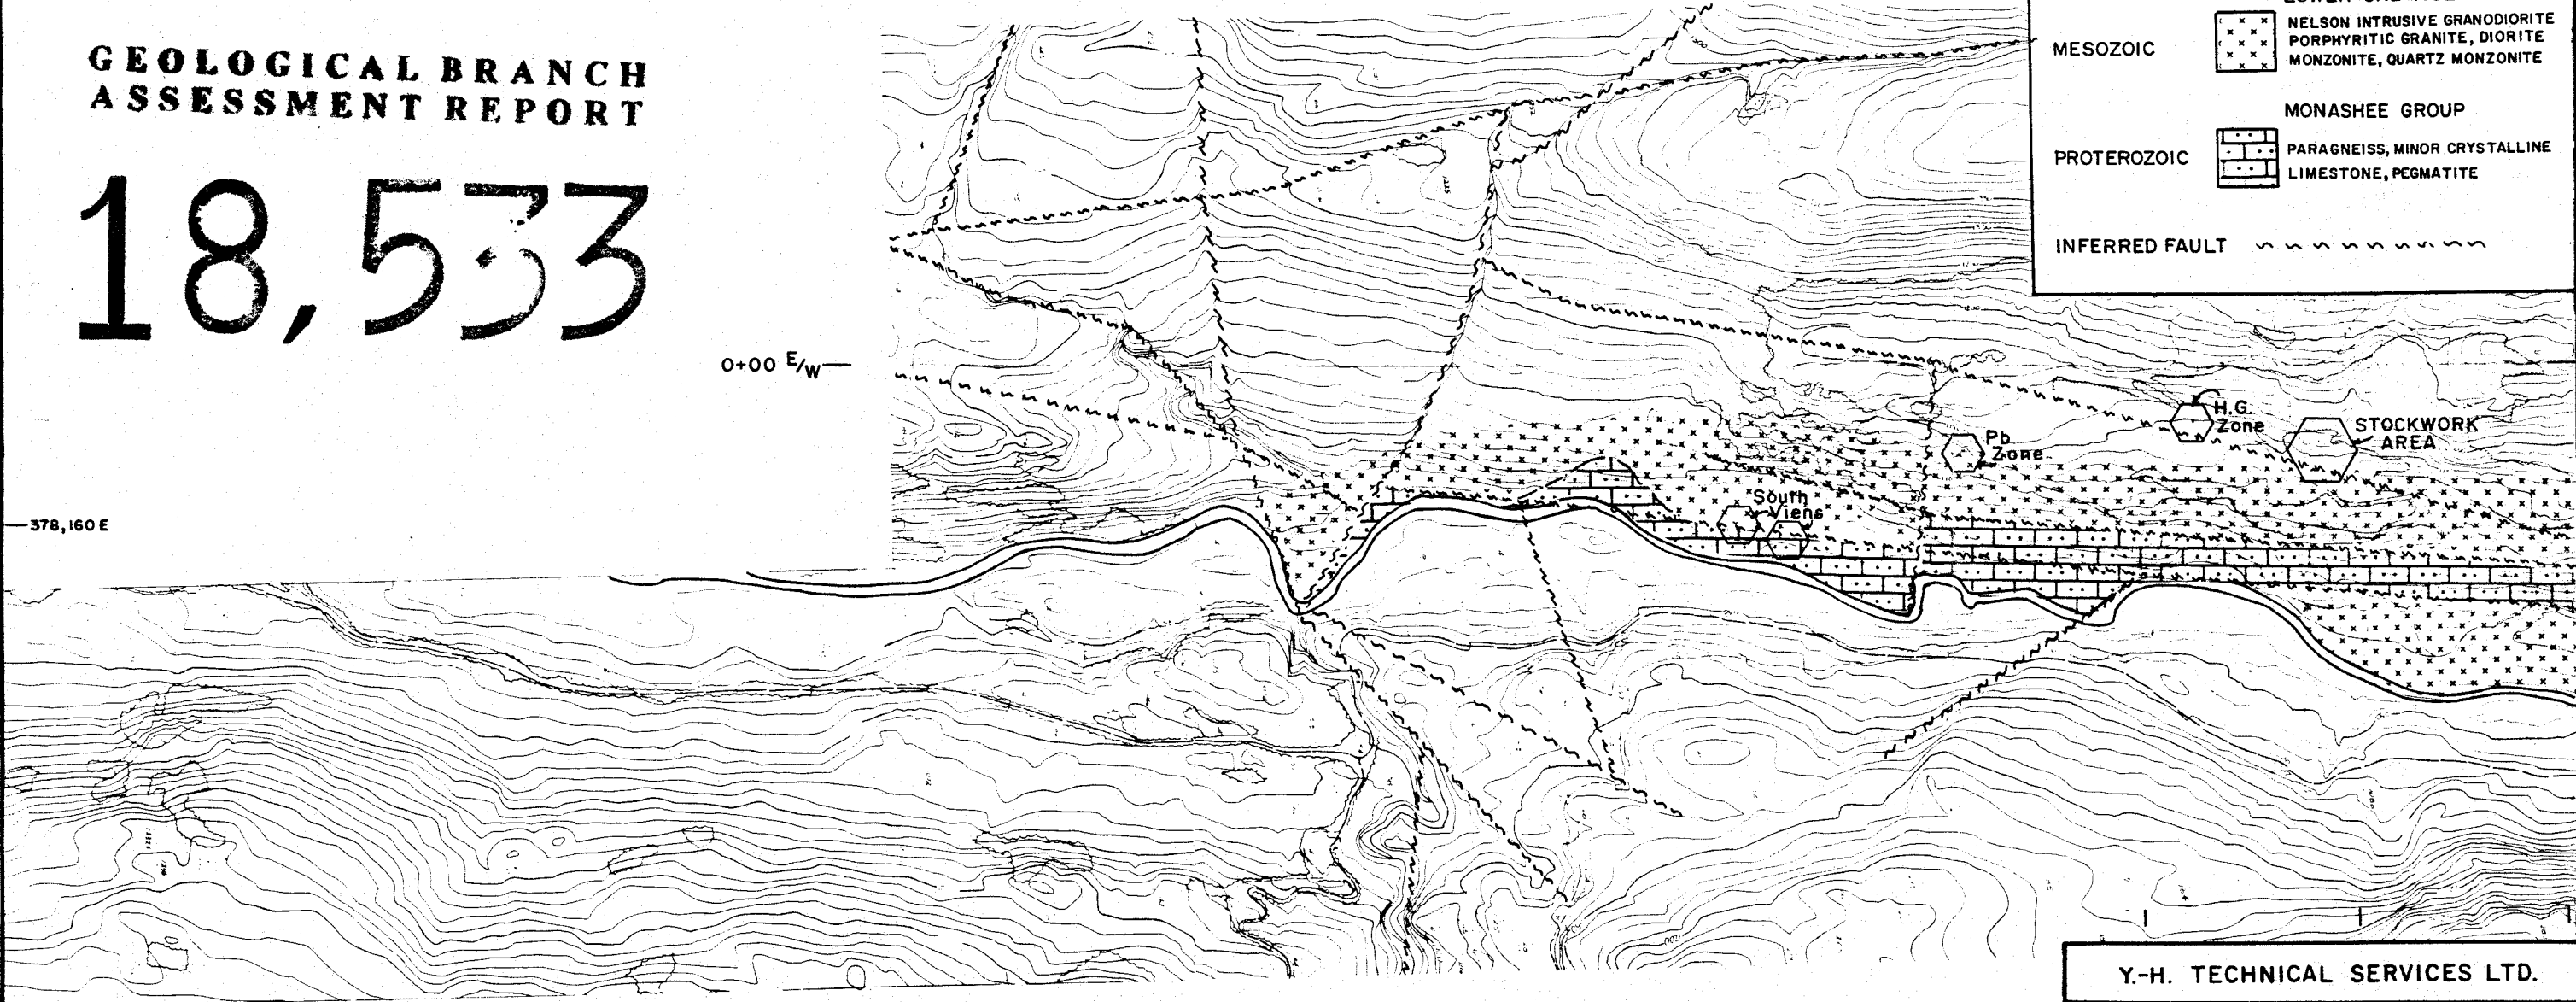 GEOLOGICAL BRANCH
ASSESSMENT REPORT
18,533
MESOZOIC
NELSON INTRUSIVE GRANODIORITE
PORPHYRITIC GRANITE, DIORITE
MONZONITE, QUARTZ MONZONITE
MONASHEE GROUP
PROTEROZOIC
PARAGNEISS, MINOR CRYSTALLINE
LIMESTONE, PEGMATITE
INFERRED FAULT
0+00 E/W
378,160 E
H.G.
Zone
STOCKWORK
AREA
Pb
Zone
South
Viens
Y.-H. TECHNICAL SERVICES LTD.